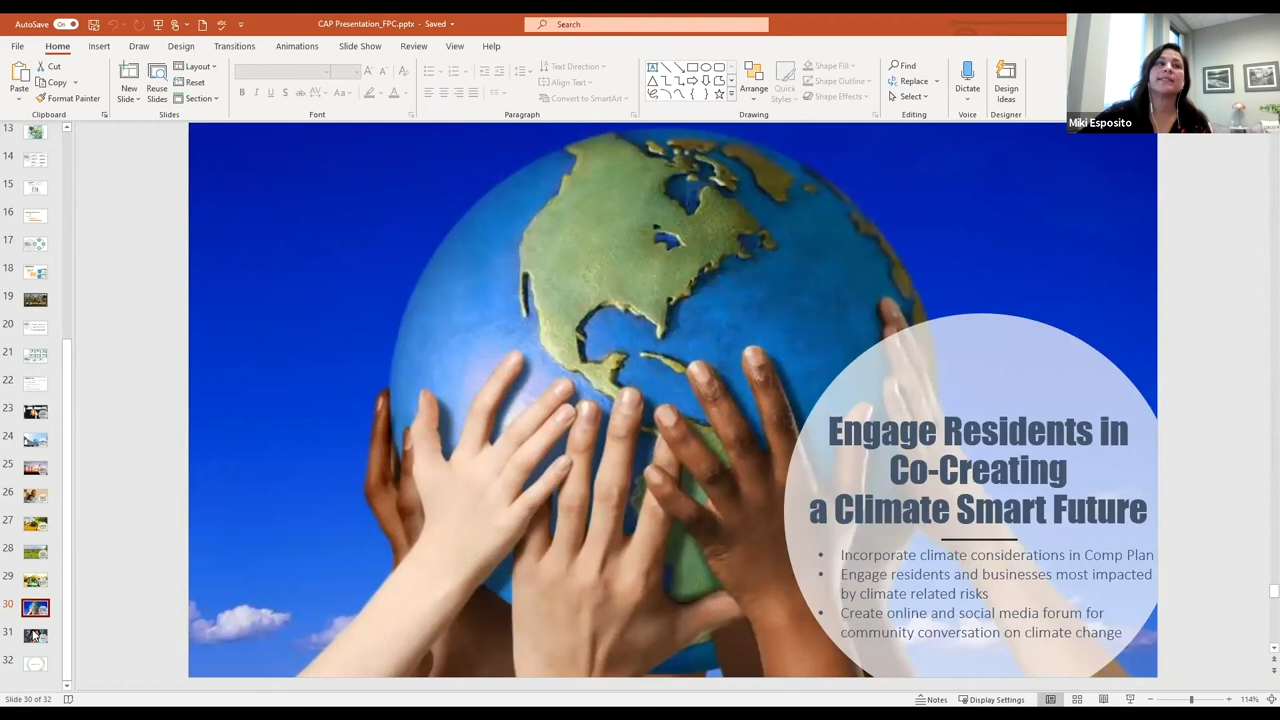 AutoSave On CAP Presentation_FPC.pptx - Saved Search
File Home Insert Draw Design Transitions Animations Slide Show Review View Help
Paste Cut Copy Format Painter
Clipboard
New Slide Reuse Slides Layout Reset Section
Slides
B I U S ab AV Aa A A
Font
Text Direction Align Text Convert to SmartArt
Paragraph
Arrange Quick Styles Shape Fill Shape Outline Shape Effects
Drawing
Find Replace Select
Editing
Dictate
Voice
Design Ideas
Designer
Miki Esposito
13
14
15
16
17
18
19
20
21
22
23
24
25
26
27
28
29
30
31
32
Engage Residents in
Co-Creating
a Climate Smart Future
• Incorporate climate considerations in Comp Plan
• Engage residents and businesses most impacted
by climate related risks
• Create online and social media forum for
community conversation on climate change
Slide 30 of 32 Notes Display Settings 114%